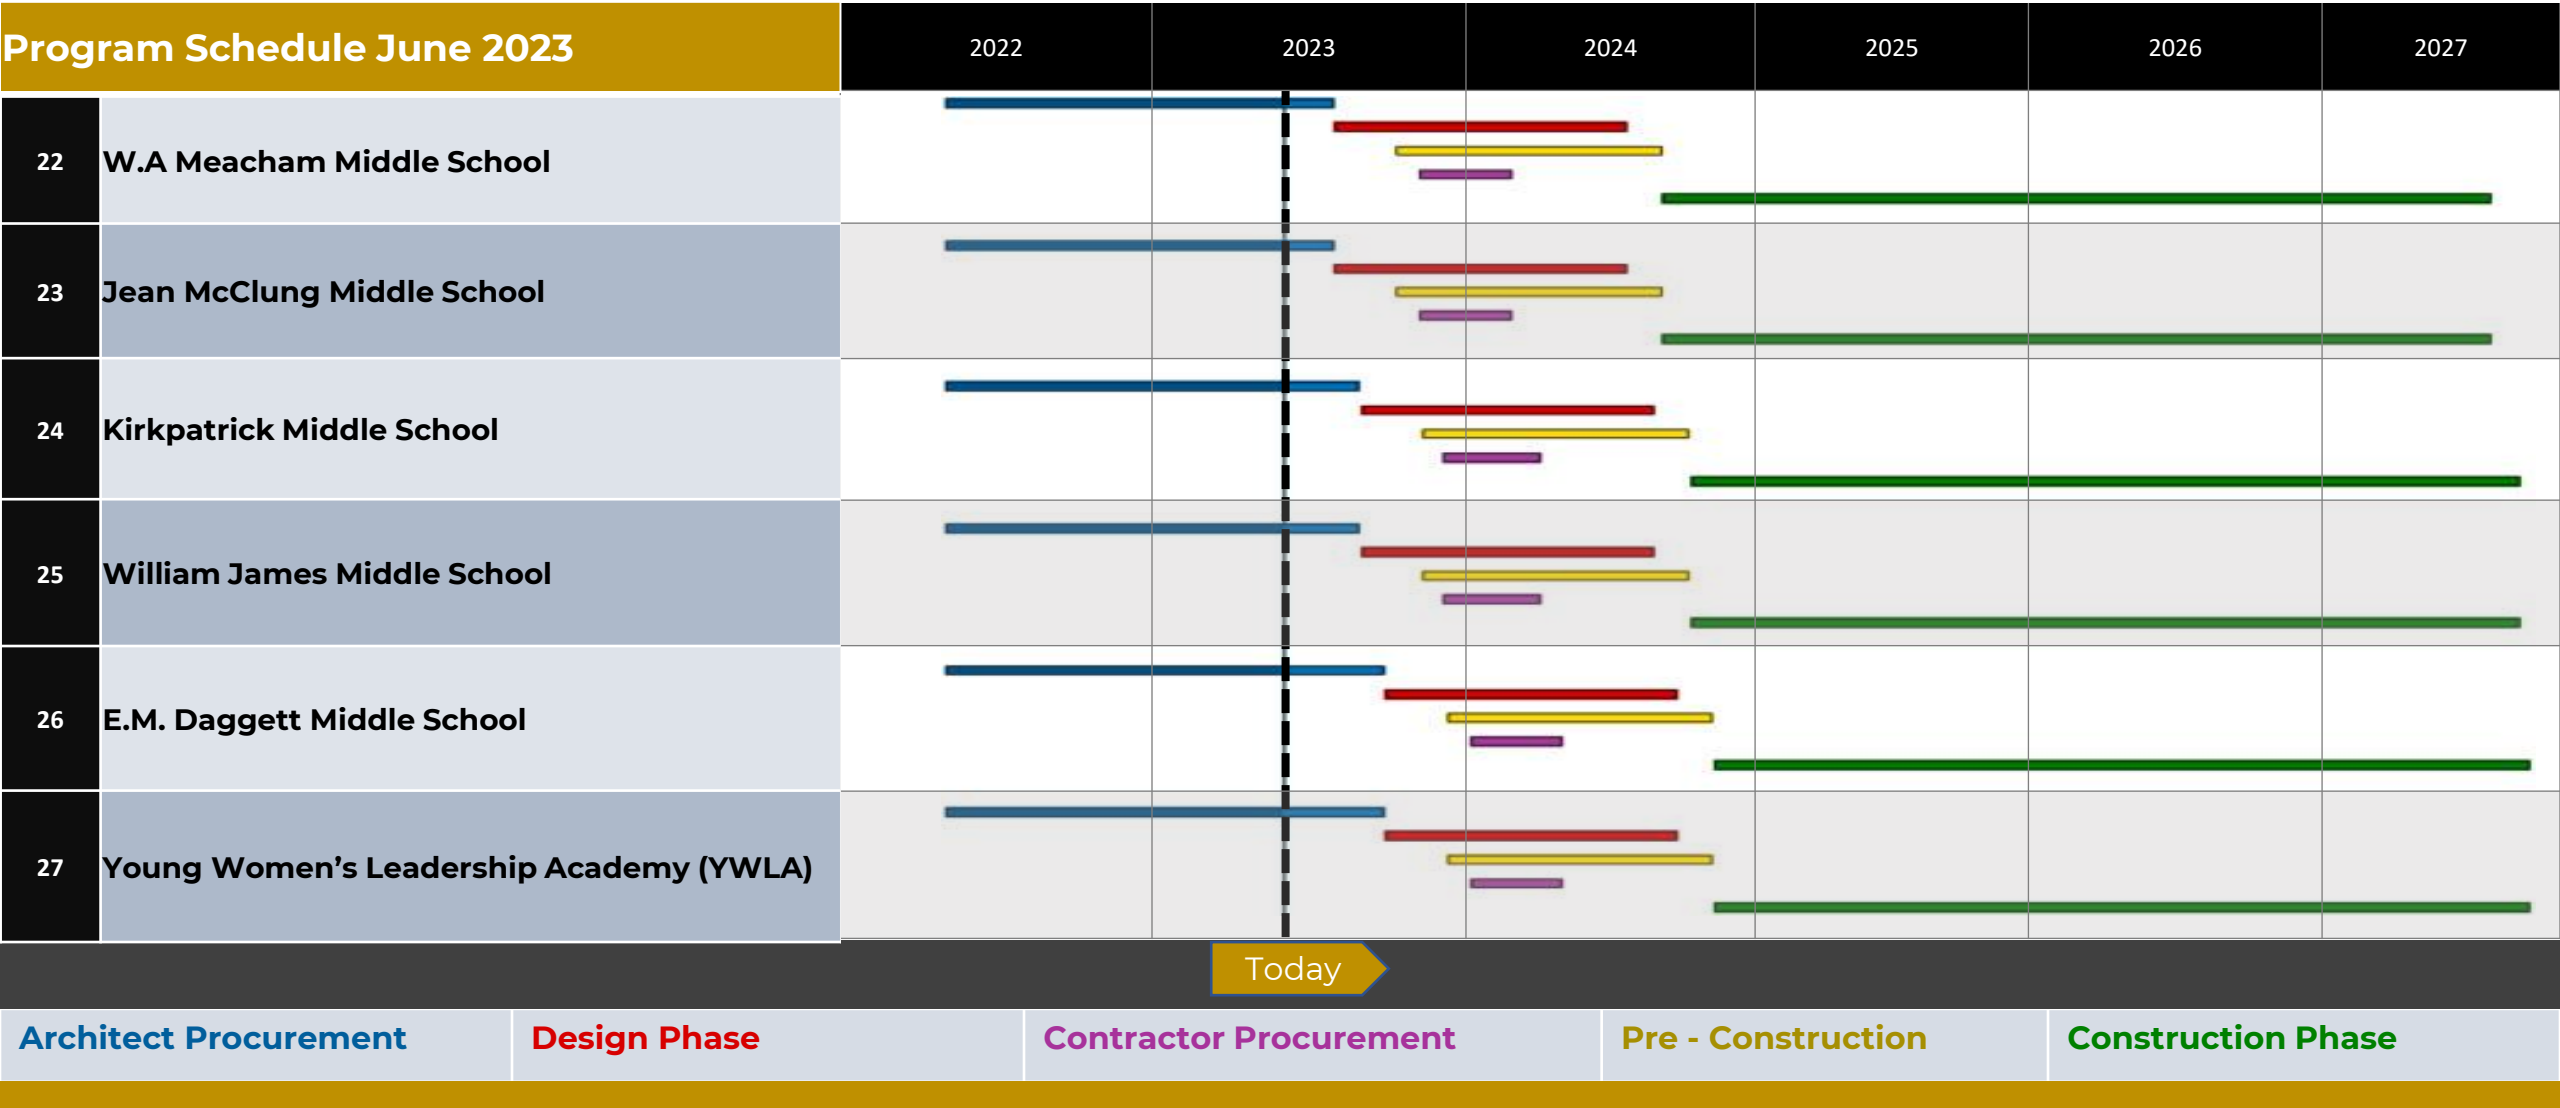 Program Schedule June 2023
2022
2023
2024
2025
2026
2027
22
W.A Meacham Middle School
23
Jean McClung Middle School
24
Kirkpatrick Middle School
25
William James Middle School
26
E.M. Daggett Middle School
27
Young Women’s Leadership Academy (YWLA)
Today
Architect Procurement
Design Phase
Contractor Procurement
Pre - Construction
Construction Phase